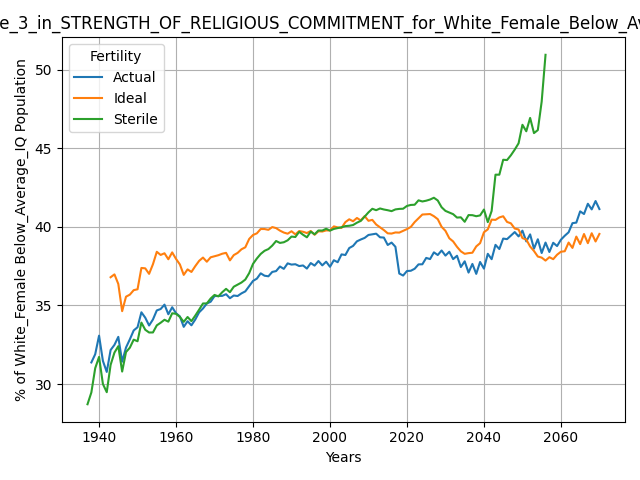 e_3_in_STRENGTH_OF_RELIGIOUS_COMMITMENT_for_White_Female_Below_Av
Fertility
Actual
Ideal
Sterile
% of White_Female Below_Average_IQ Population
50
45
40
35
30
1940
1960
1980
2000
2020
2040
2060
Years